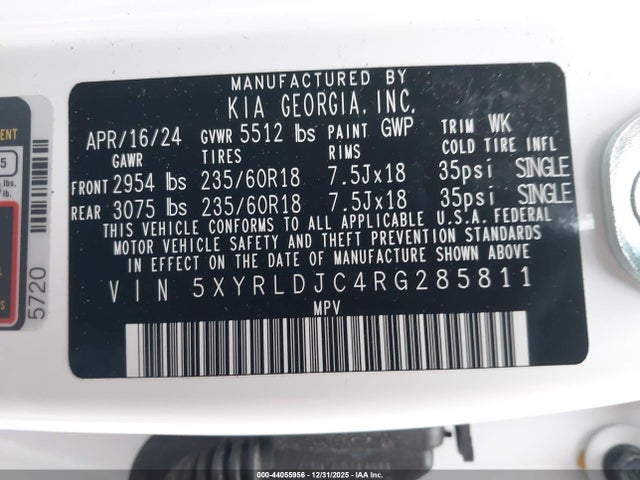 MANUFACTURED BY
KIA GEORGIA, INC.
APR/16/24 GVWR 5512 lbs PAINT GWP TRIM WK
GAWR TIRES RIMS COLD TIRE INFL
FRONT 2954 lbs 235/60R18 7.5Jx18 35psi SINGLE
REAR 3075 lbs 235/60R18 7.5Jx18 35psi SINGLE
THIS VEHICLE CONFORMS TO ALL APPLICABLE U.S.A. FEDERAL
MOTOR VEHICLE SAFETY AND THEFT PREVENTION STANDARDS
IN EFFECT ON THE DATE OF MANUFACTURE SHOWN ABOVE
VIN 5XYRLDJC4RG285811
MPV
5
lbs.
lb.
5720
000-44055956 • 12/31/2025 • IAA Inc.